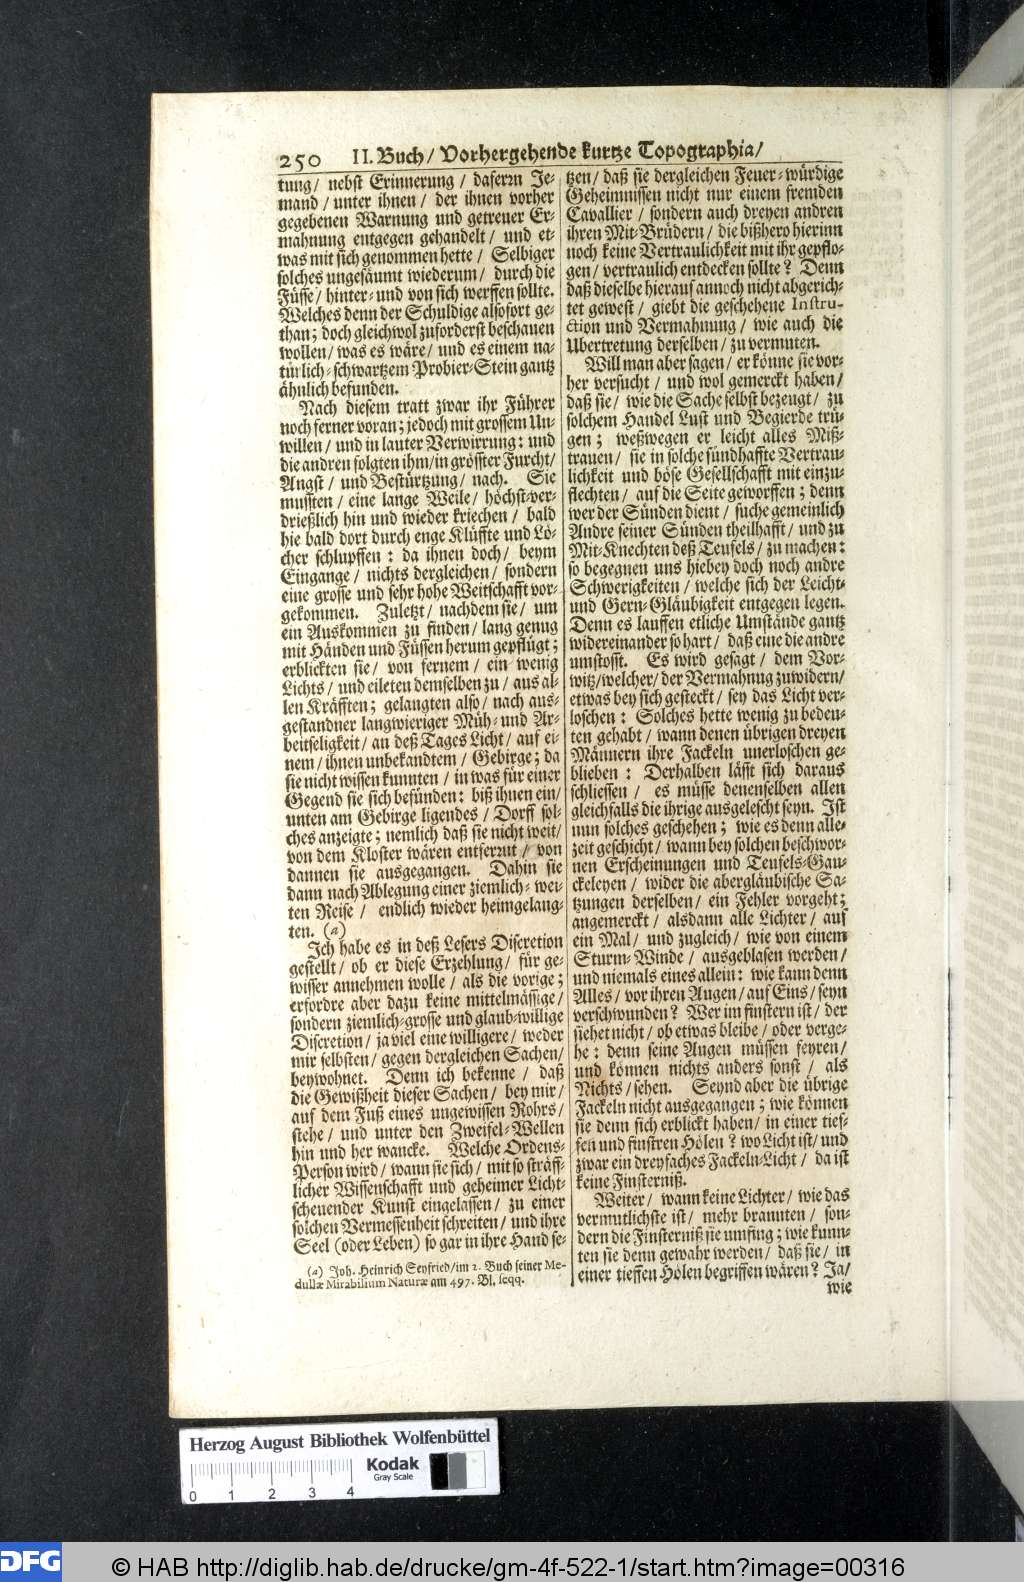 250 II. Buch/ Vorhergehende kurtze Topographia/
tung/ nebst Erinnerung/ dafern Je-
mand/ unter ihnen/ der ihnen vorher
gegebenen Warnung und getreuer Er-
mahnung entgegen gehandelt/ und et-
was mit sich genommen hette/ Selbiger
solches ungesäumt wiederum/ durch die
Füsse/ hinter- und von sich werffen sollte.
Welches denn der Schuldige alsofort ge-
than; doch gleichwol zuforderst beschauen
wollen/ was es wäre/ und es einem na-
türlich-schwartzem Probier-Stein gantz
ähnlich befunden.
Nach diesem tratt zwar ihr Führer
noch ferner voran; jedoch mit grossem Un-
willen/ und in lauter Verwirrung: und
die andren folgten ihm/ in grösster Furcht/
Angst/ und Bestürtzung/ nach. Sie
mussten/ eine lange Weile/ höchst-ver-
drießlich hin und wieder kriechen/ bald
hie bald dort durch enge Klüffte und Lö-
cher schlupffen: da ihnen doch/ beym
Eingange/ nichts dergleichen/ sondern
eine grosse und sehr hohe Weitschafft vor-
gekommen. Zuletzt/ nachdem sie/ um
ein Auskommen zu finden/ lang genug
mit Händen und Füssen herum gepflügt;
erblickten sie/ von fernem/ ein wenig
Lichts/ und eileten demselben zu/ aus al-
len Kräfften; gelangten also/ nach aus-
gestandner langwieriger Müh- und Ar-
beitseligkeit/ an deß Tages Licht/ auf ei-
nem/ ihnen unbekandtem/ Gebirge; da
sie nicht wissen kunnten/ in was für einer
Gegend sie sich befünden: biß ihnen ein/
unten am Gebirge ligendes/ Dorff sol-
ches anzeigte; nemlich daß sie nicht weit/
von dem Kloster wären entfernt/ von
dannen sie ausgegangen. Dahin sie
dann nach Ablegung einer ziemlich-wei-
ten Reise/ endlich wieder heimgelang-
ten. (a)
Ich habe es in deß Lesers Discretion
gestellt/ ob er diese Erzehlung/ für ge-
wisser annehmen wolle/ als die vorige;
erfordre aber dazu keine mittelmässige/
sondern ziemlich-grosse und glaub-willige
Discretion/ ja viel eine willigere/ weder
mir selbsten/ gegen dergleichen Sachen/
beywohnet. Denn ich bekenne/ daß
die Gewißheit dieser Sachen/ bey mir/
auf dem Fuß eines ungewissen Rohrs/
stehe/ und unter den Zweifel-Wellen
hin und her wancke. Welche Ordens-
Person wird/ wann sie sich/ mit so sträff-
licher Wissenschafft und geheimer Licht-
scheuender Kunst eingelassen/ zu einer
solchen Vermessenheit schreiten/ und ihre
Seel (oder Leben) so gar in ihre Hand se-
(a) Joh. Heinrich Seyfried/ im 2. Buch seiner Me-
dullæ Mirabilium Naturæ am 497. Bl. seqq.
tzen/ daß sie dergleichen Feuer-würdige
Geheimnissen nicht nur einem fremden
Cavallier/ sondern auch dreyen andren
ihren Mit-Brüdern/ die bißhero hierinn
noch keine Vertraulichkeit mit ihr gepflo-
gen/ vertraulich entdecken sollte? Denn
daß dieselbe hierauf annoch nicht abgerich-
tet gewest/ giebt die geschehene Instru-
ction und Vermahnung/ wie auch die
Ubertretung derselben/ zu vermuten.
Will man aber sagen/ er könne sie vor-
her versucht/ und wol gemerckt haben/
daß sie/ wie die Sache selbst bezeugt/ zu
solchem Handel Lust und Begierde trü-
gen; weßwegen er leicht alles Miß-
trauen/ sie in solche sündhaffte Vertrau-
lichkeit und böse Gesellschafft mit einzu-
flechten/ auf die Seite geworffen; denn
wer der Sünden dient/ suche gemeinlich
Andre seiner Sünden theilhafft/ und zu
Mit-Knechten deß Teufels/ zu machen:
so begegnen uns hiebey doch noch andre
Schwerigkeiten/ welche sich der Leicht-
und Gern-Gläubigkeit entgegen legen.
Denn es lauffen etliche Umstände gantz
widereinander so hart/ daß eine die andre
umstosst. Es wird gesagt/ dem Vor-
witz/ welcher/ der Vermahnug zuwidern/
etwas bey sich gesteckt/ sey das Licht ver-
loschen: Solches hette wenig zu bedeu-
ten gehabt/ wann denen übrigen dreyen
Männern ihre Fackeln unerloschen ge-
blieben: Derhalben lässt sich daraus
schliessen/ es müsse denenselben allen
gleichfalls die ihrige ausgelescht seyn. Ist
nun solches geschehen; wie es denn alle-
zeit geschicht/ wann bey solchen beschwor-
nen Erscheinungen und Teufels-Gau-
ckeleyen/ wider die abergläubische Sa-
tzungen derselben/ ein Fehler vorgeht;
angemerckt/ alsdann alle Lichter/ auf
ein Mal/ und zugleich/ wie von einem
Sturm-Winde/ ausgeblasen werden/
und niemals eines allein: wie kann denn
Alles/ vor ihren Augen/ auf Eins/ seyn
verschwunden? Wer im finstern ist/ der
siehet nicht/ ob etwas bleibe/ oder verge-
he: denn seine Augen müssen feyren/
und können nichts anders sonst/ als
Nichts/ sehen. Seynd aber die übrige
Fackeln nicht ausgegangen; wie können
sie denn sich erblickt haben/ in einer tief-
fen und finstren Hölen? wo Licht ist/ und
zwar ein dreyfaches Fackeln-Licht/ da ist
keine Finsterniß.
Weiter/ wann keine Lichter/ wie das
vermutlichste ist/ mehr brannten/ son-
dern die Finsterniß sie umfing; wie kunn-
ten sie denn gewahr werden/ daß sie/ in
einer tieffen Hölen begriffen wären? Ja/
wie
Herzog August Bibliothek Wolfenbüttel
Kodak
Gray Scale
0 1 2 3 4
DFG
© HAB http://diglib.hab.de/drucke/gm-4f-522-1/start.htm?image=00316